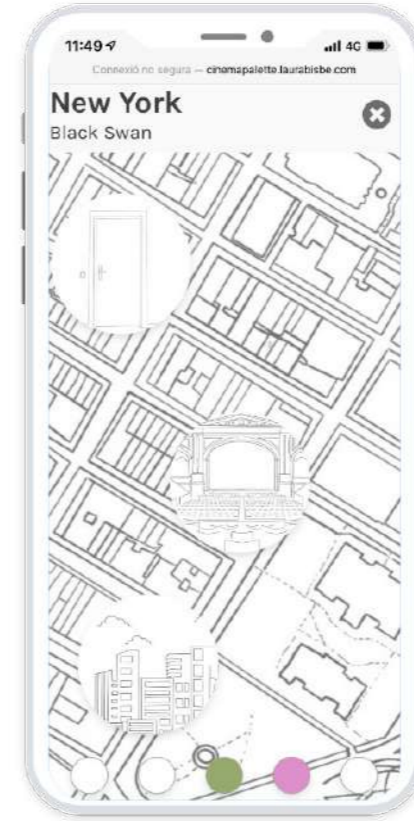 11:49 4G
Connexió no segura — cinemapalette.laurabisbe.com
New York
Black Swan